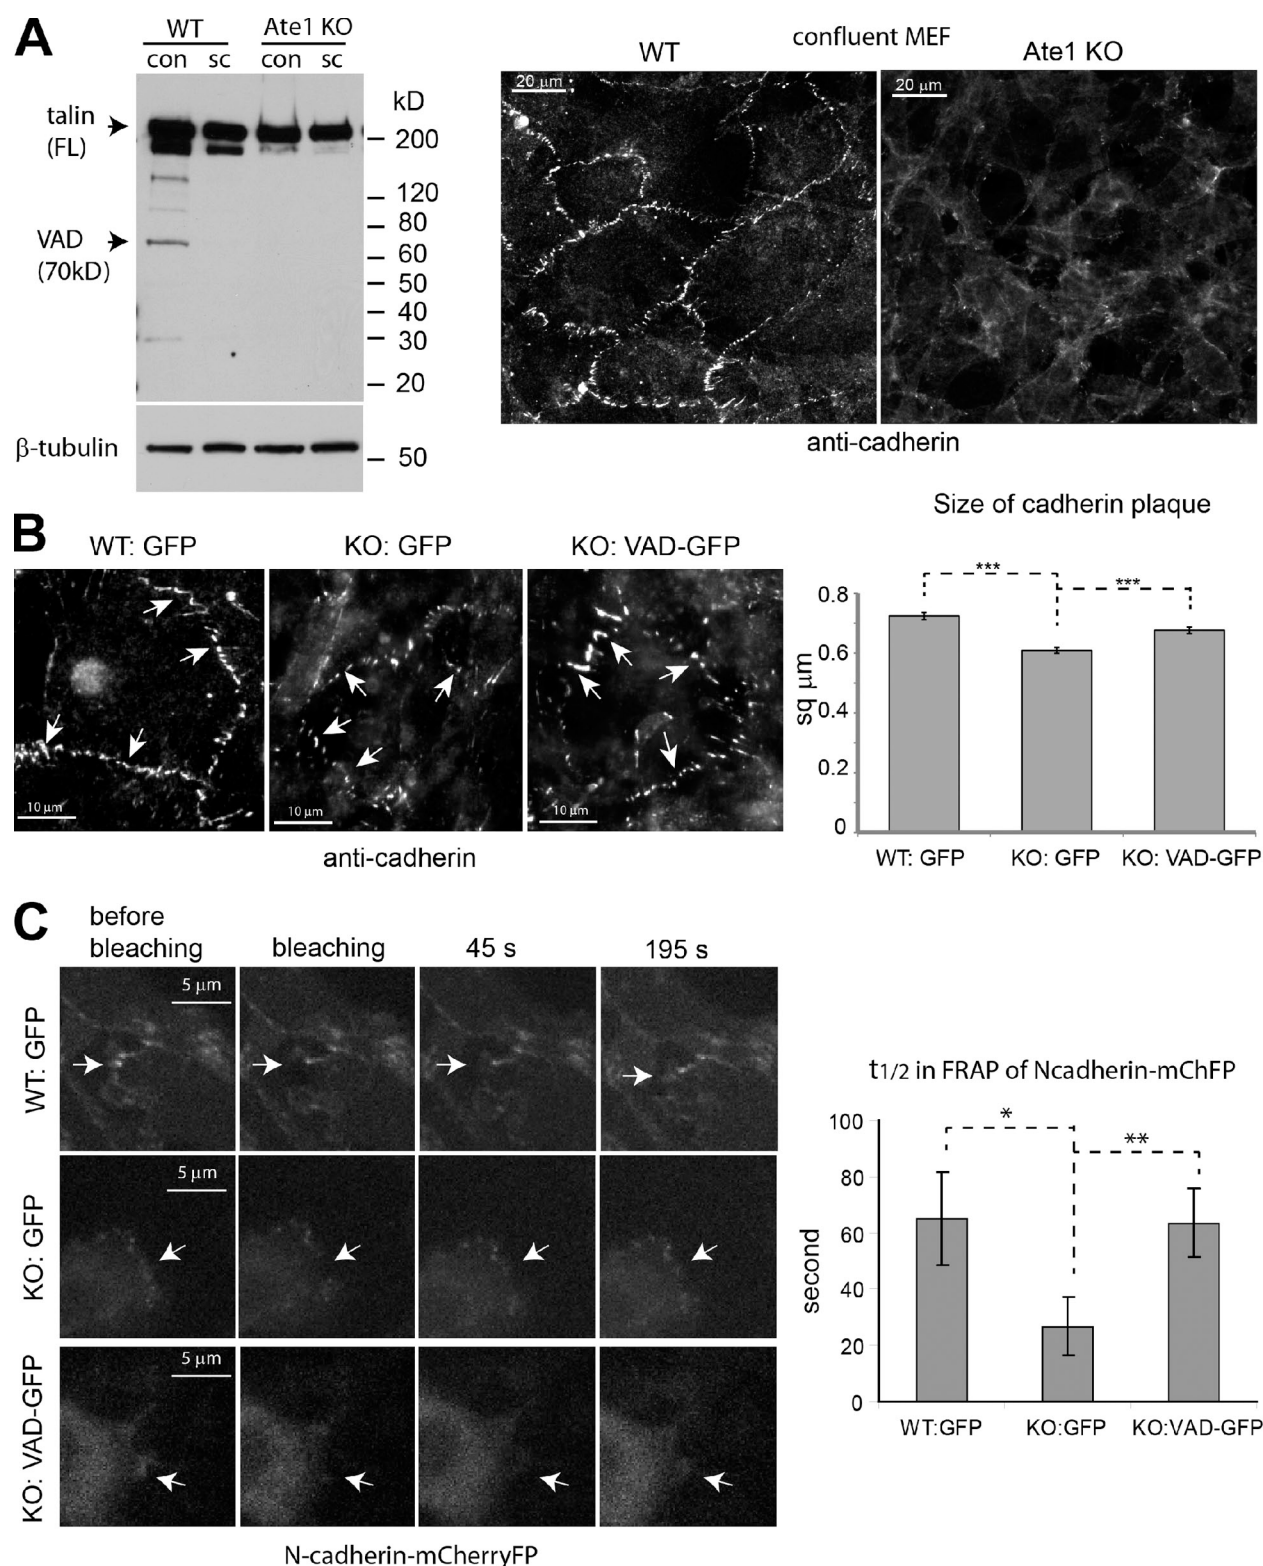 A
WT Ate1 KO
con sc con sc
talin
(FL)
VAD
(70kD)
kD
200
120
80
60
50
40
30
20
β-tubulin
50
confluent MEF
WT Ate1 KO
20 μm 20 μm
anti-cadherin
B
WT: GFP KO: GFP KO: VAD-GFP
10 μm 10 μm 10 μm
anti-cadherin
Size of cadherin plaque
*** ***
sq μm
0.8
0.6
0.4
0.2
0
WT: GFP KO: GFP KO: VAD-GFP
C
before
bleaching bleaching 45 s 195 s
WT: GFP
5 μm
KO: GFP
5 μm
KO: VAD-GFP
5 μm
N-cadherin-mCherryFP
t1/2 in FRAP of Ncadherin-mChFP
* **
second
100
80
60
40
20
0
WT:GFP KO:GFP KO:VAD-GFP